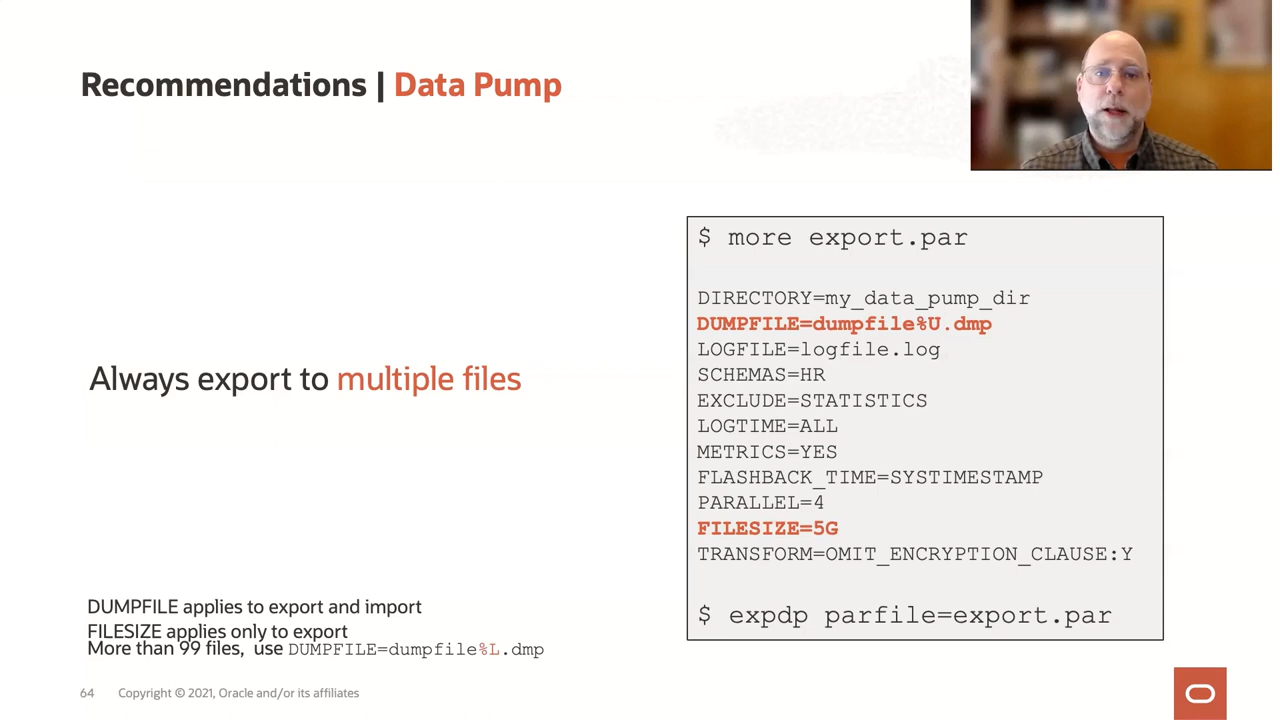 Recommendations | Data Pump
Always export to multiple files
$ more export.par
DIRECTORY=my_data_pump_dir
DUMPFILE=dumpfile%U.dmp
LOGFILE=logfile.log
SCHEMAS=HR
EXCLUDE=STATISTICS
LOGTIME=ALL
METRICS=YES
FLASHBACK_TIME=SYSTIMESTAMP
PARALLEL=4
FILESIZE=5G
TRANSFORM=OMIT_ENCRYPTION_CLAUSE:Y
$ expdp parfile=export.par
DUMPFILE applies to export and import
FILESIZE applies only to export
More than 99 files, use DUMPFILE=dumpfile%L.dmp
64 Copyright © 2021, Oracle and/or its affiliates